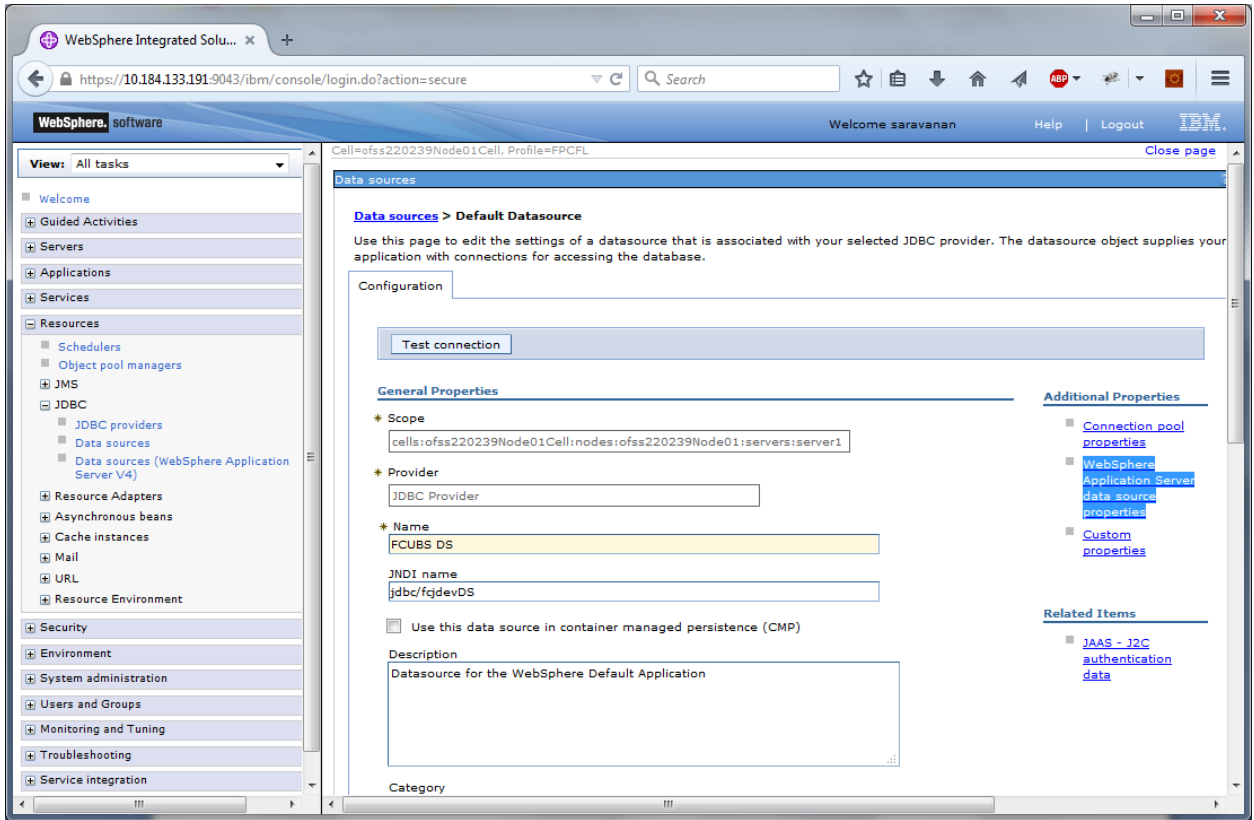 WebSphere Integrated Solu...
https://10.184.133.191:9043/ibm/console/login.do?action=secure
Search
ABP
WebSphere. software
Welcome saravanan
Help | Logout
IBM.
View: All tasks
Welcome
Guided Activities
Servers
Applications
Services
Resources
Schedulers
Object pool managers
JMS
JDBC
JDBC providers
Data sources
Data sources (WebSphere Application
Server V4)
Resource Adapters
Asynchronous beans
Cache instances
Mail
URL
Resource Environment
Security
Environment
System administration
Users and Groups
Monitoring and Tuning
Troubleshooting
Service integration
Cell=ofss220239Node01Cell, Profile=FPCFL
Close page
Data sources
?
Data sources > Default Datasource
Use this page to edit the settings of a datasource that is associated with your selected JDBC provider. The datasource object supplies your
application with connections for accessing the database.
Configuration
Test connection
General Properties
* Scope
cells:ofss220239Node01Cell:nodes:ofss220239Node01:servers:server1
* Provider
JDBC Provider
* Name
FCUBS DS
JNDI name
jdbc/fcjdevDS
Use this data source in container managed persistence (CMP)
Description
Datasource for the WebSphere Default Application
Category
Additional Properties
Connection pool
properties
WebSphere
Application Server
data source
properties
Custom
properties
Related Items
JAAS - J2C
authentication
data